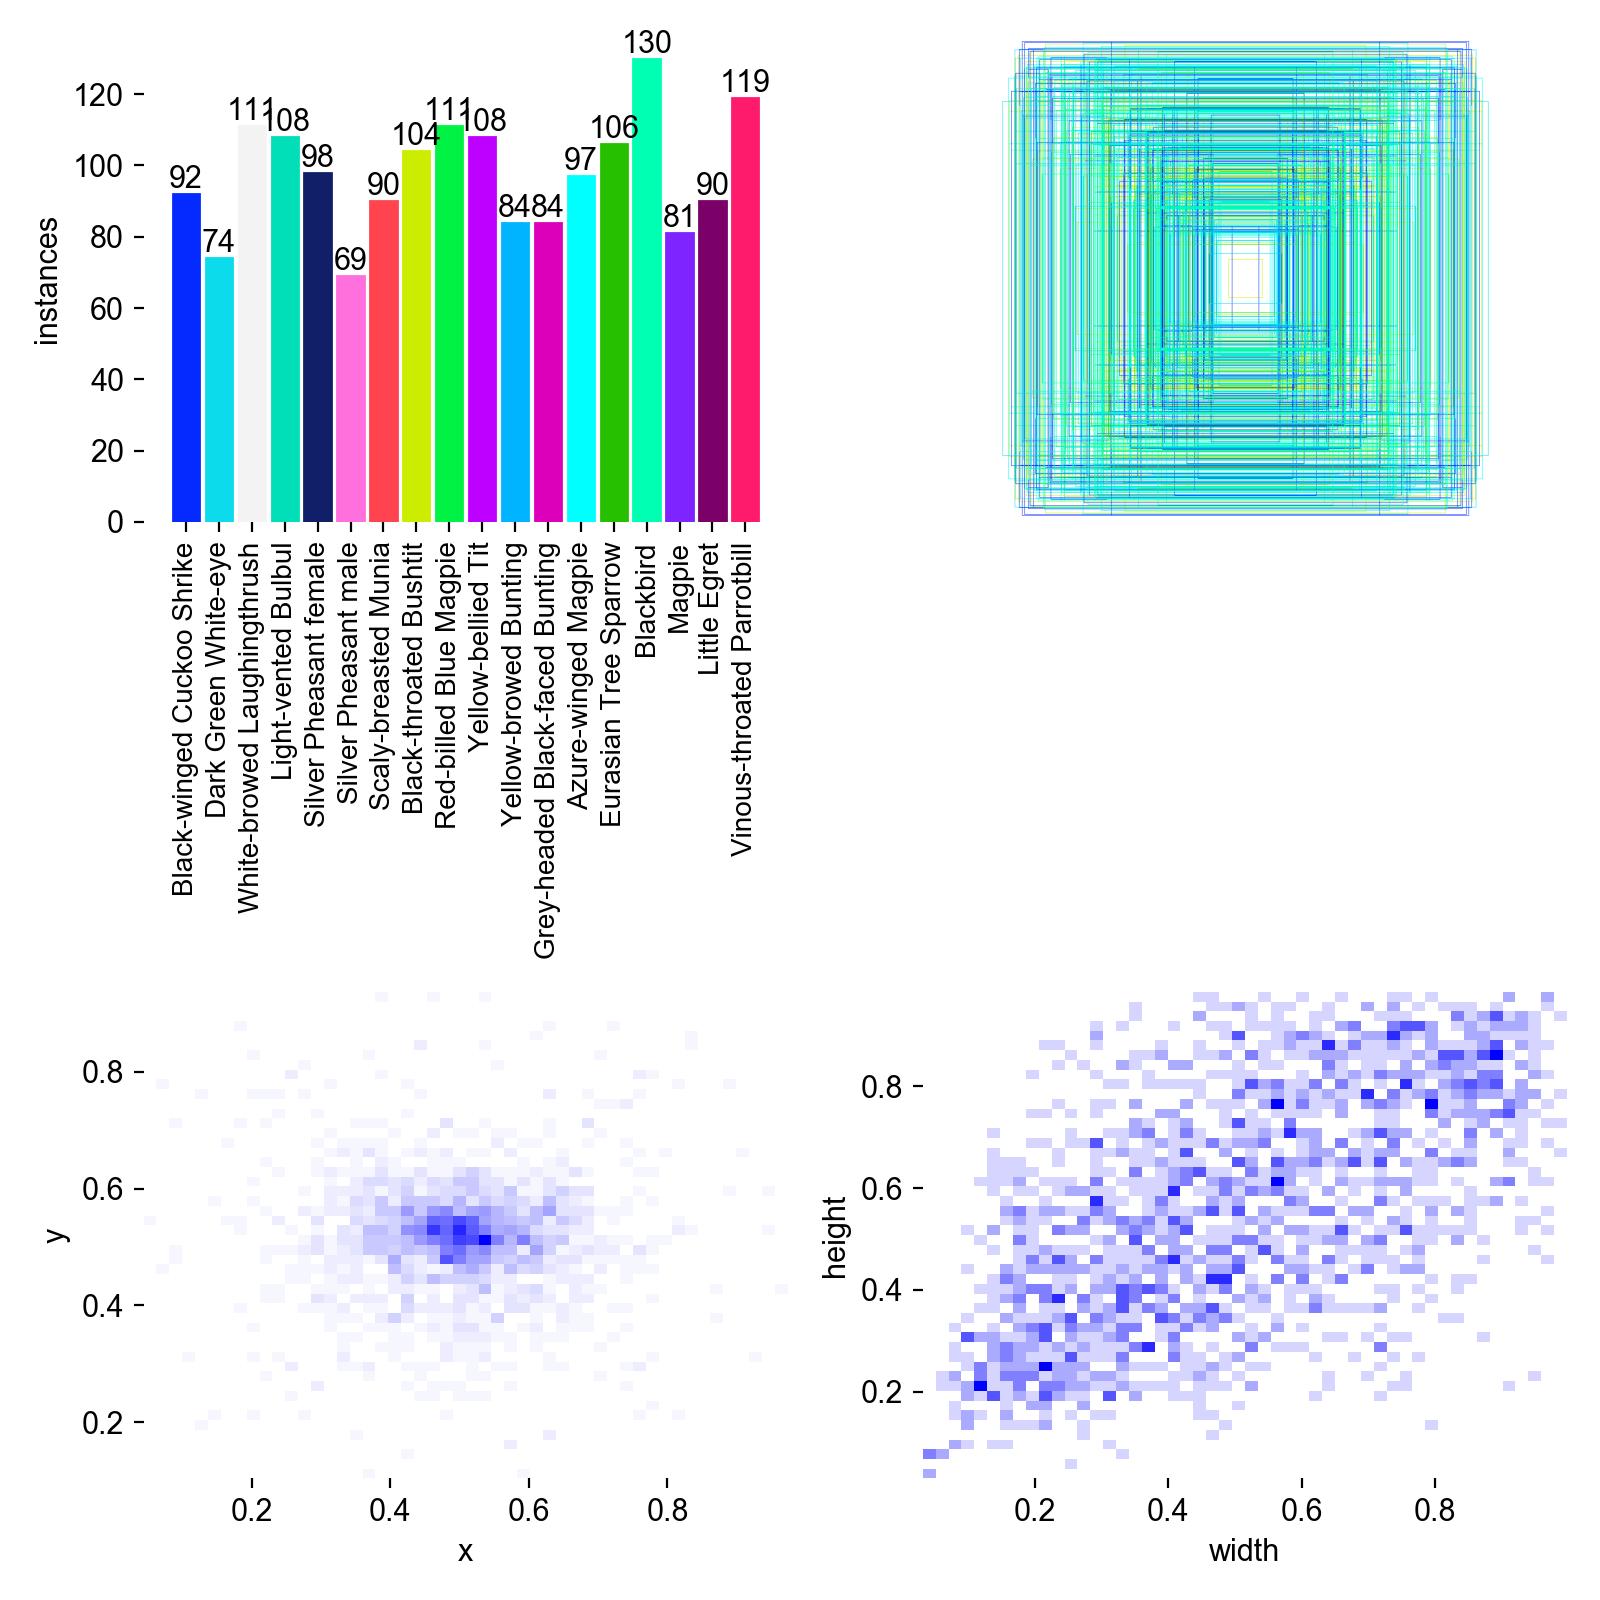 130
119
111
108
111
108
104
106
98
97
92
90
90
84
84
81
74
69
120
100
80
60
40
20
0
instances
Black-winged Cuckoo Shrike
Dark Green White-eye
White-browed Laughingthrush
Light-vented Bulbul
Silver Pheasant female
Silver Pheasant male
Scaly-breasted Munia
Black-throated Bushtit
Red-billed Blue Magpie
Yellow-bellied Tit
Yellow-browed Bunting
Grey-headed Black-faced Bunting
Azure-winged Magpie
Eurasian Tree Sparrow
Blackbird
Magpie
Little Egret
Vinous-throated Parrotbill
0.8
0.6
0.4
0.2
y
0.2 0.4 0.6 0.8
x
0.8
0.6
0.4
0.2
height
0.2 0.4 0.6 0.8
width